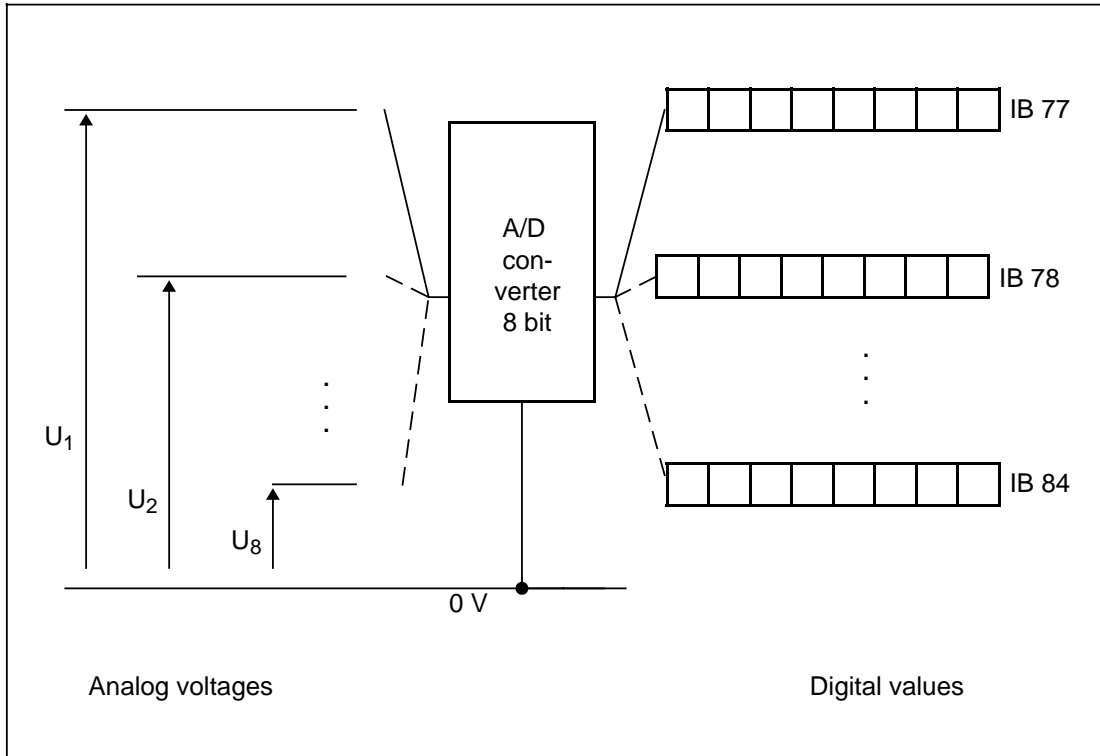 IB 77
A/D
con-
verter
8 bit
IB 78
.
.
.
.
.
.
U1
U2
U8
IB 84
0 V
Analog voltages
Digital values